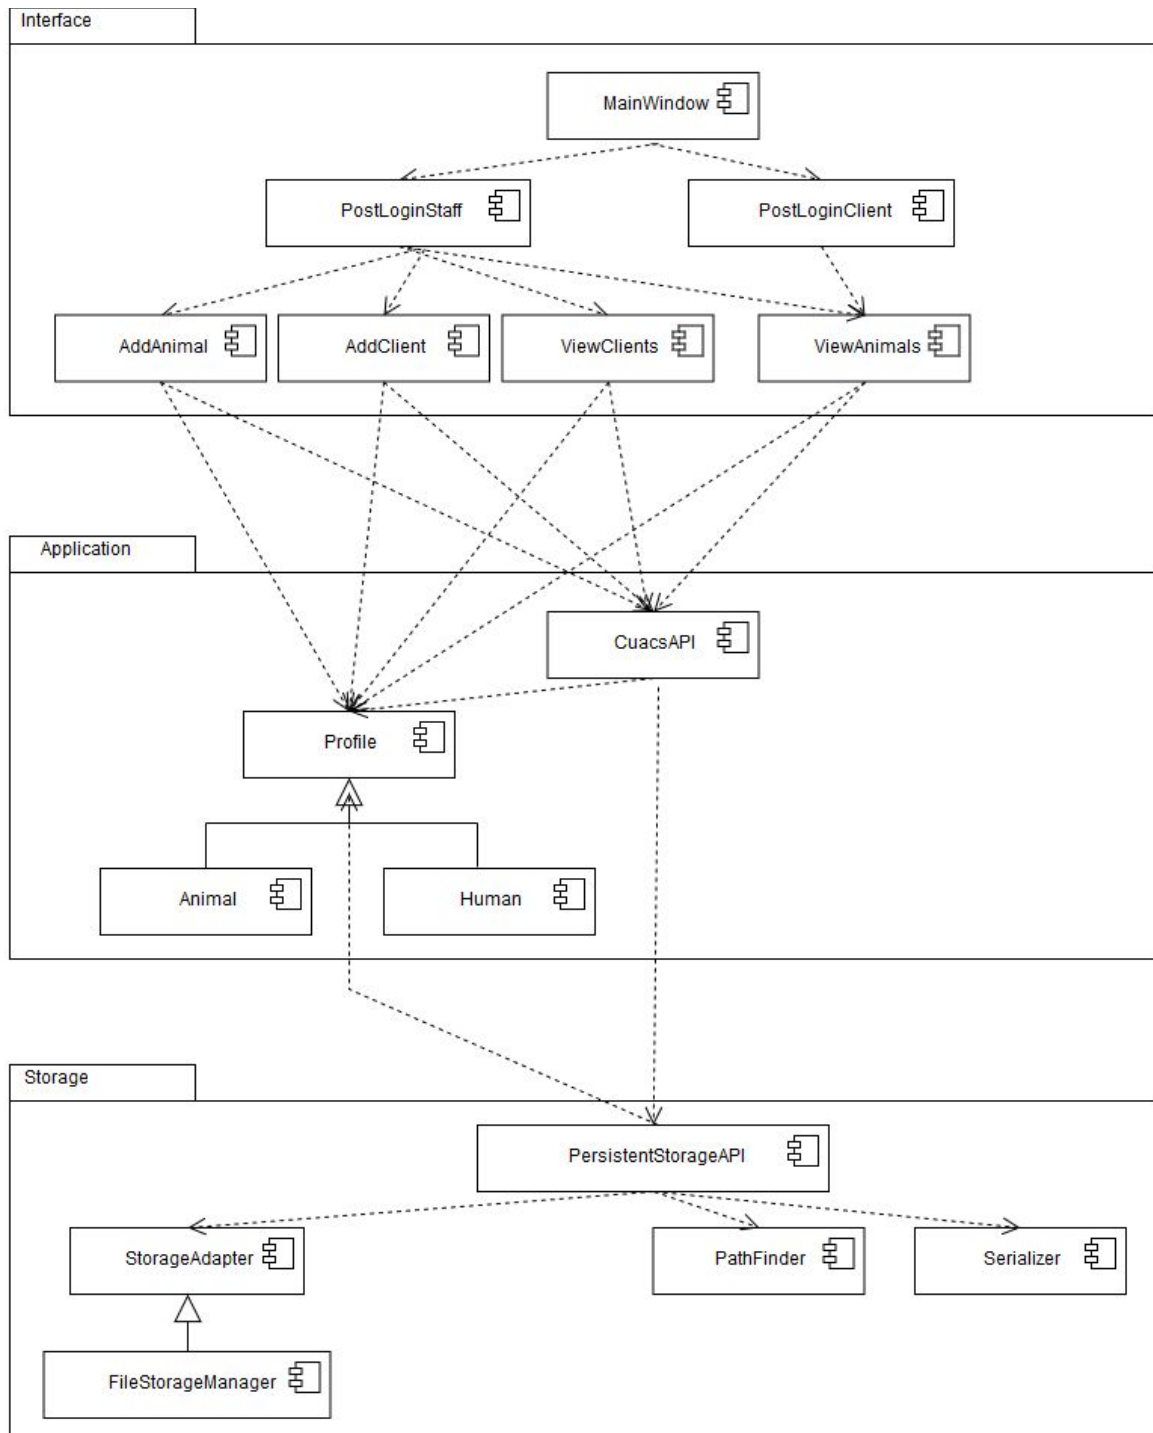 Interface
MainWindow
PostLoginStaff
PostLoginClient
AddAnimal
AddClient
ViewClients
ViewAnimals
Application
CuacsAPI
Profile
Animal
Human
Storage
PersistentStorageAPI
StorageAdapter
PathFinder
Serializer
FileStorageManager